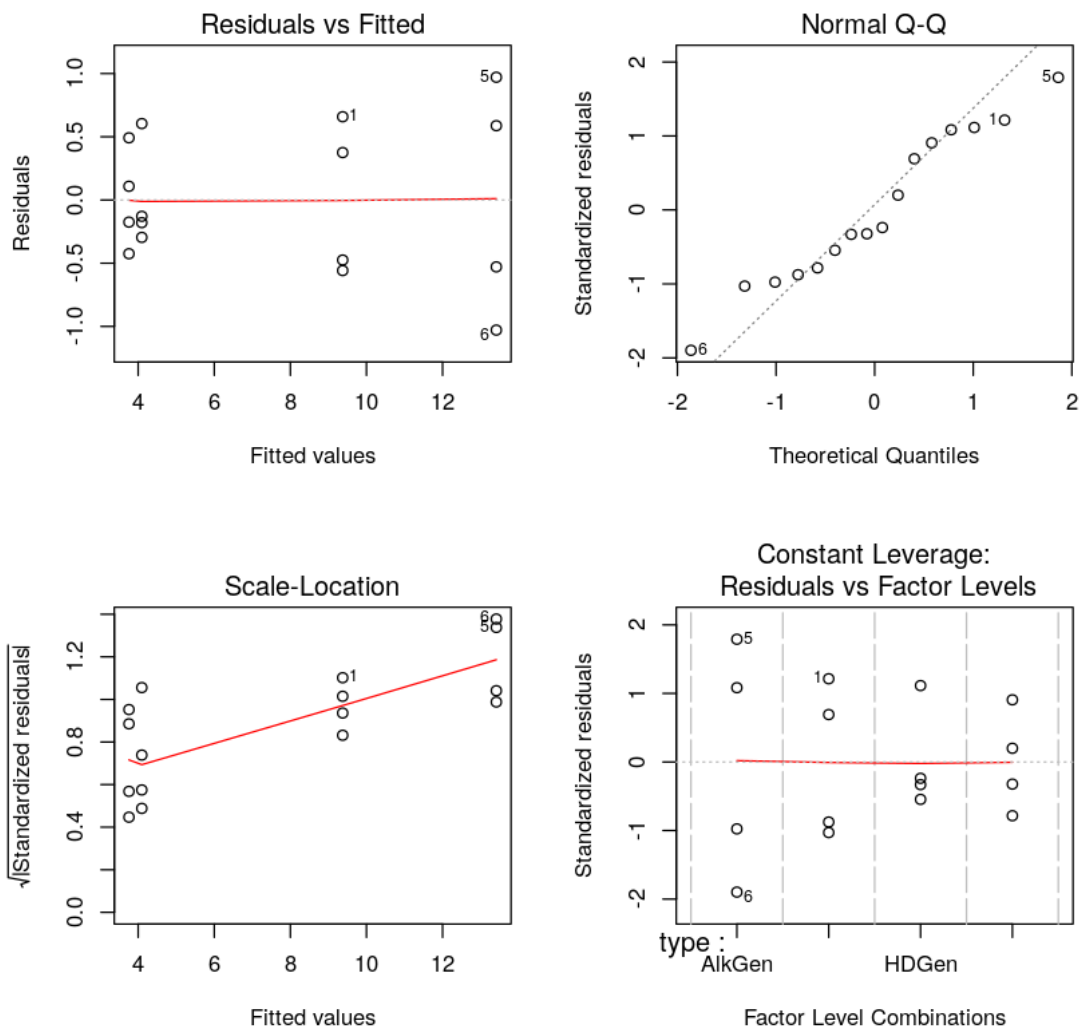 Residuals vs Fitted
Residuals
1.0
0.5
0.0
-0.5
-1.0
5
1
6
4 6 8 10 12
Fitted values
Normal Q-Q
Standardized residuals
2
1
0
-1
-2
5
1
6
-2 -1 0 1 2
Theoretical Quantiles
Scale-Location
√|Standardized residuals|
1.2
0.8
0.4
0.0
6
5
1
4 6 8 10 12
Fitted values
Constant Leverage:
Residuals vs Factor Levels
Standardized residuals
2
1
0
-1
-2
5
1
6
type :
AlkGen HDGen
Factor Level Combinations